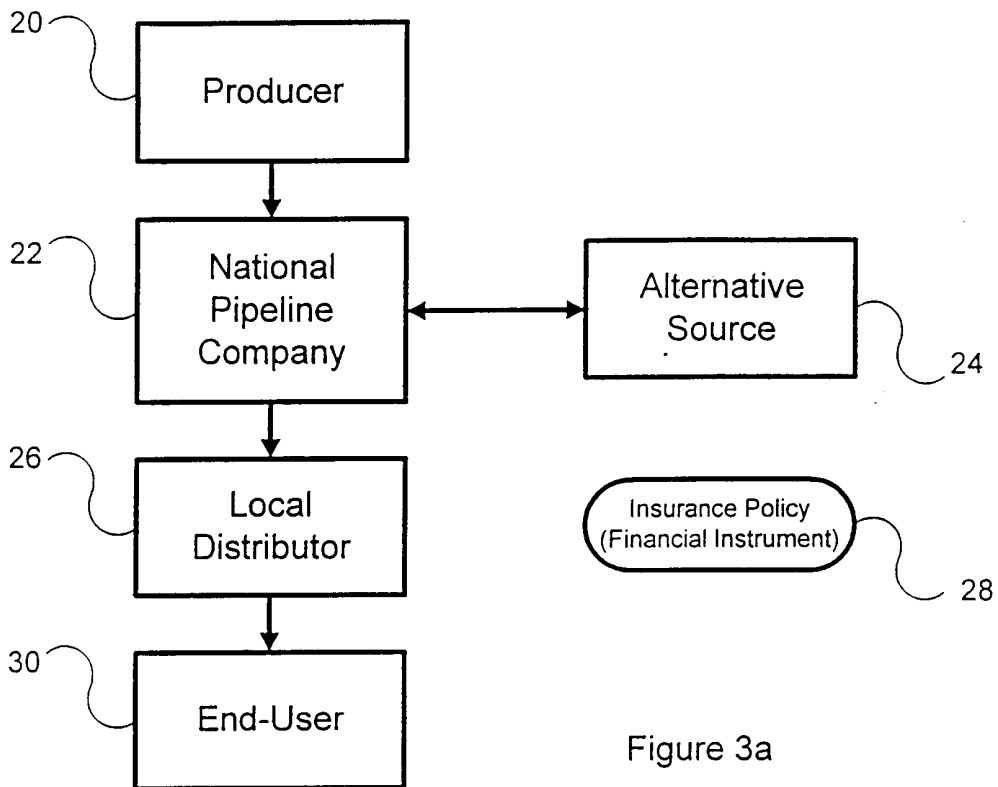 20
Producer
22
National
Pipeline
Company
Alternative
Source
24
26
Local
Distributor
Insurance Policy
(Financial Instrument)
28
30
End-User
Figure 3a